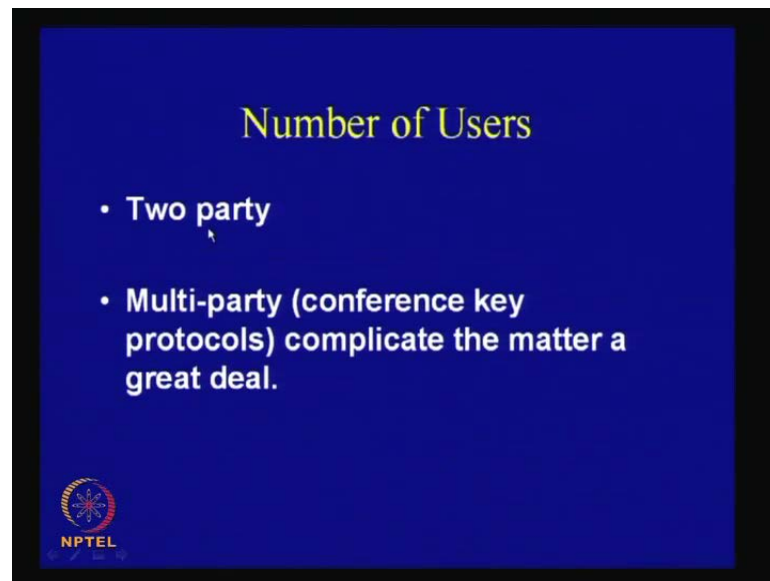 Number of Users
• Two party
• Multi-party (conference key
protocols) complicate the matter a
great deal.
NPTEL